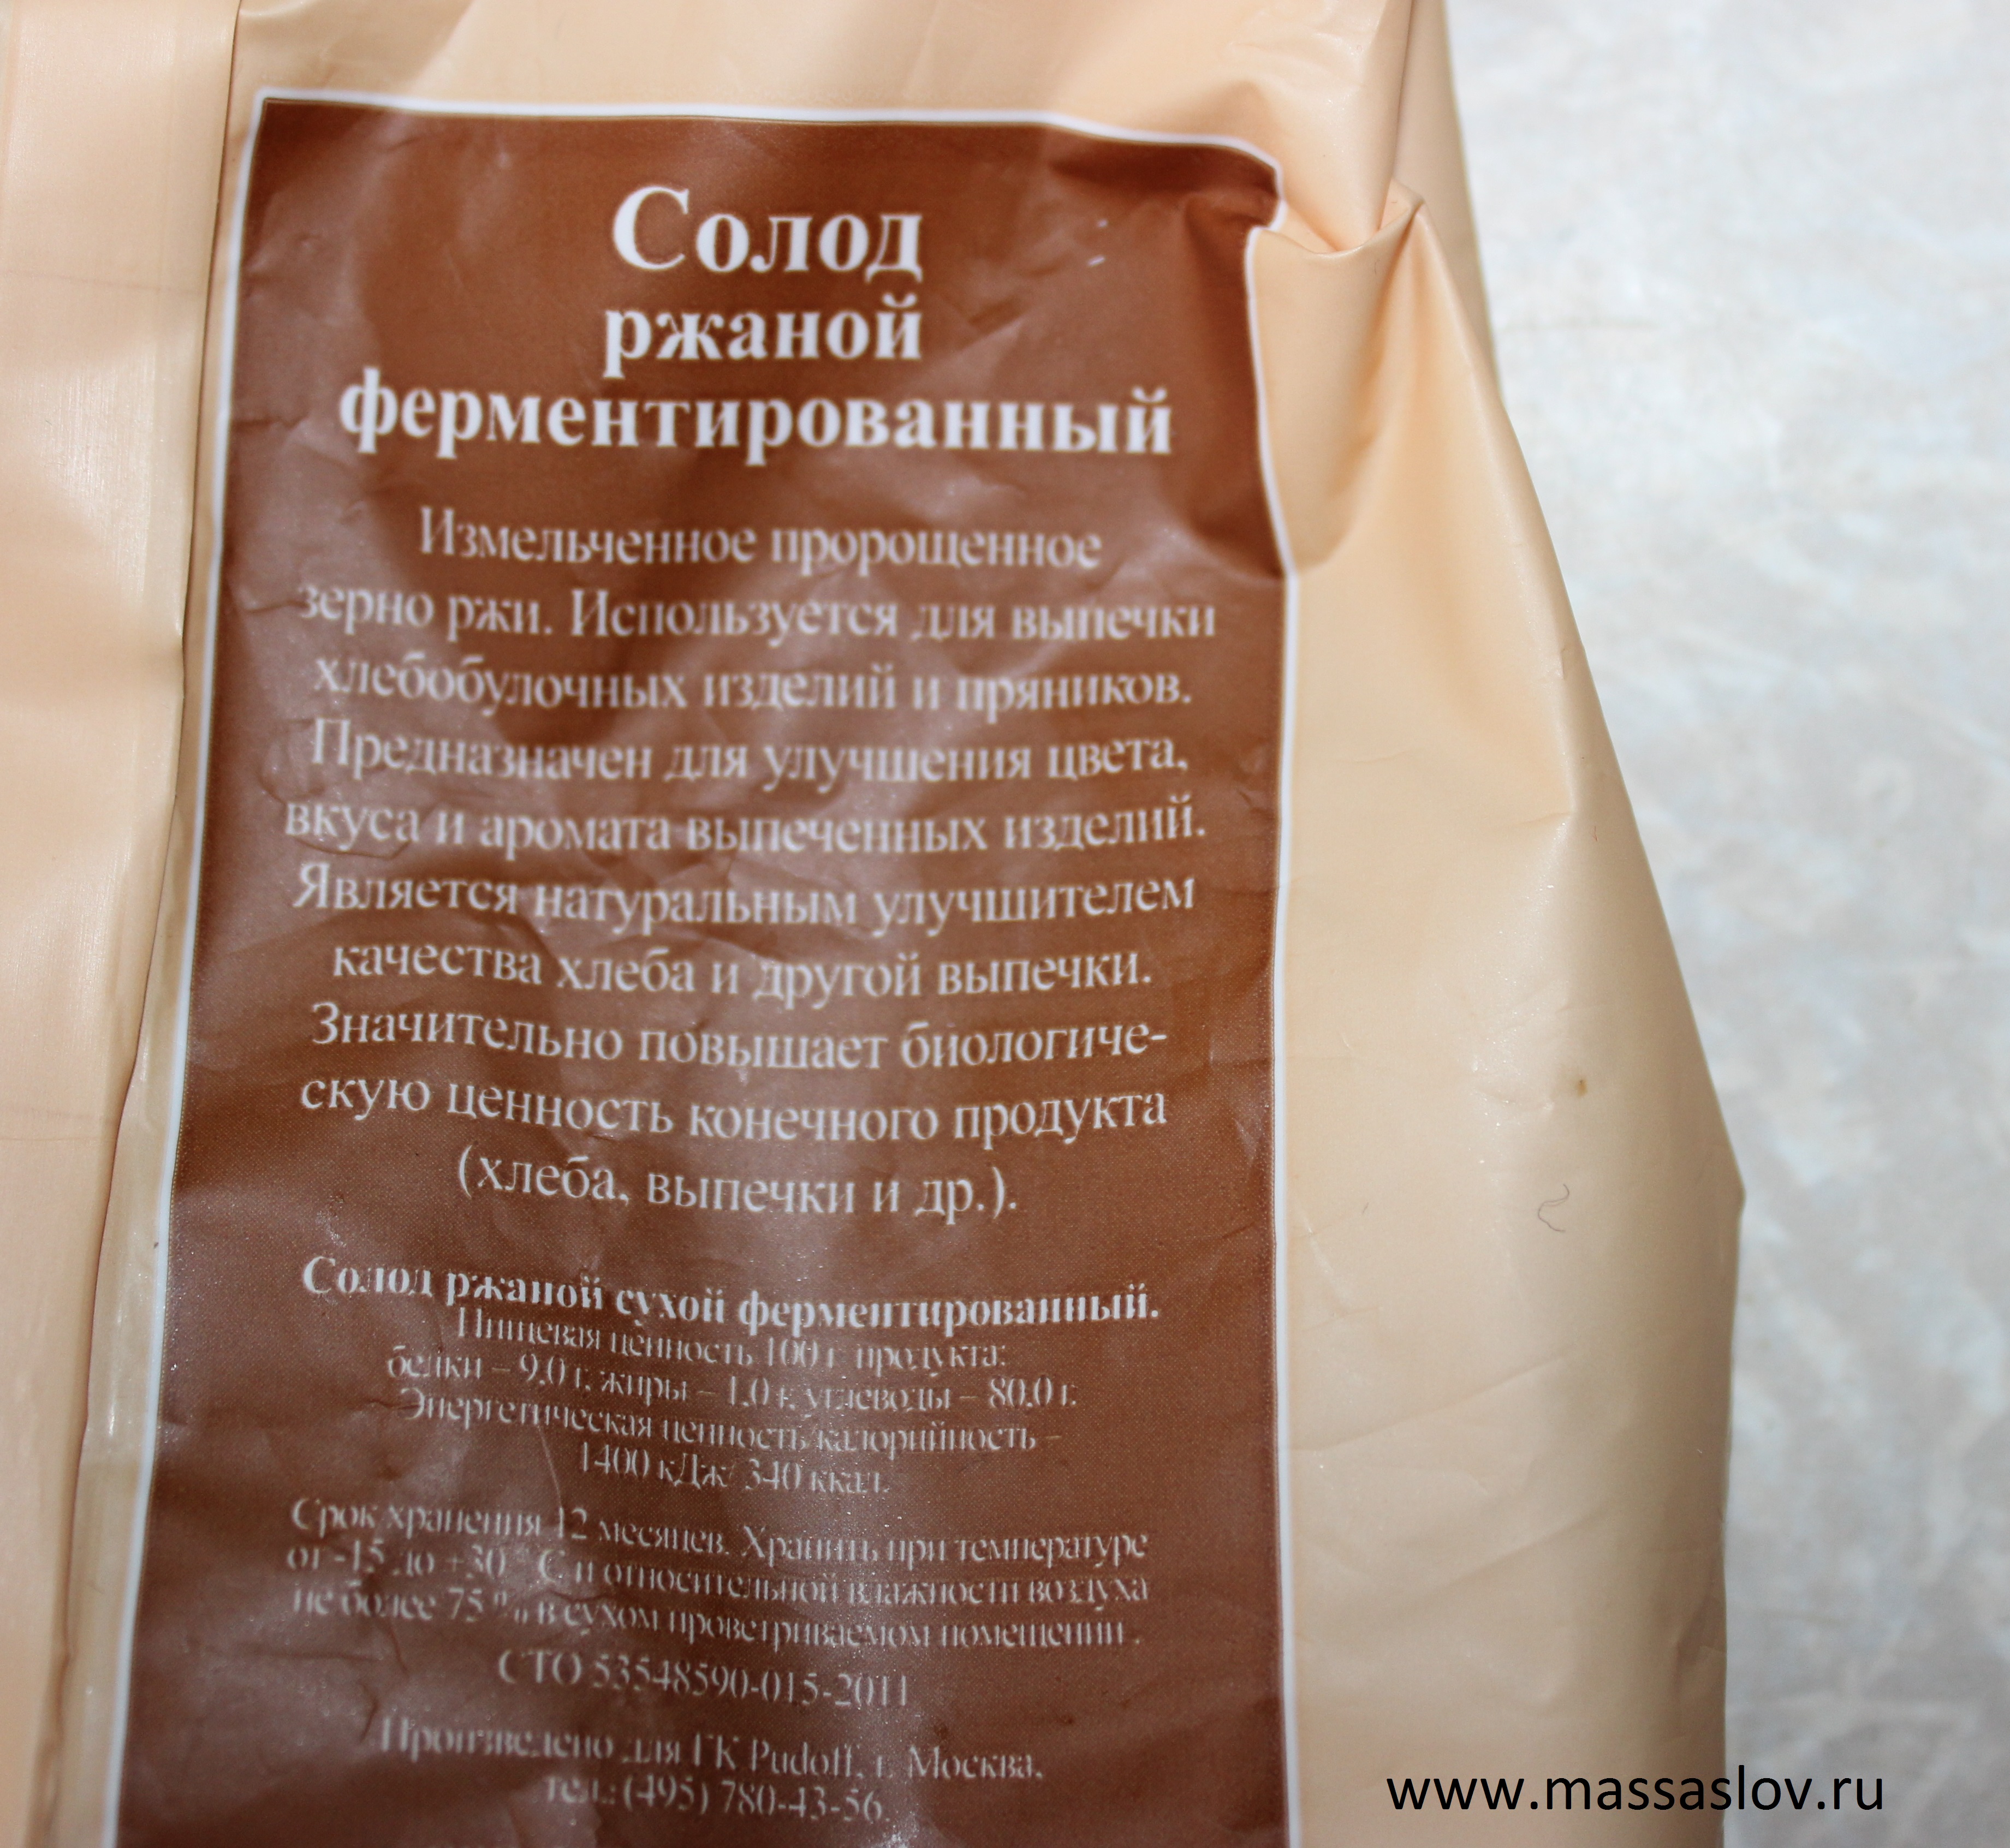 Солод
ржаной
ферментированный
Измельченное пророщенное
зерно ржи. Используется для выпечки
хлебобулочных изделий и пряников.
Предназначен для улучшения цвета,
вкуса и аромата выпеченных изделий.
Является натуральным улучшителем
качества хлеба и другой выпечки.
Значительно повышает биологиче-
скую ценность конечного продукта
(хлеба, выпечки и др.).
Солод ржаной сухой ферментированный.
Пищевая ценность 100 г продукта:
белки – 9,0 г, жиры – 1,0 г, углеводы – 80,0 г.
Энергетическая ценность/калорийность –
1400 кДж/ 340 ккал.
Срок хранения 12 месяцев. Хранить при температуре
от -15 до +30 °С и относительной влажности воздуха
не более 75 % в сухом проветриваемом помещении .
СТО 53548590-015-2011
Произведено для ГК Pudoff, г. Москва,
тел.: (495) 780-43-56.
www.massaslov.ru